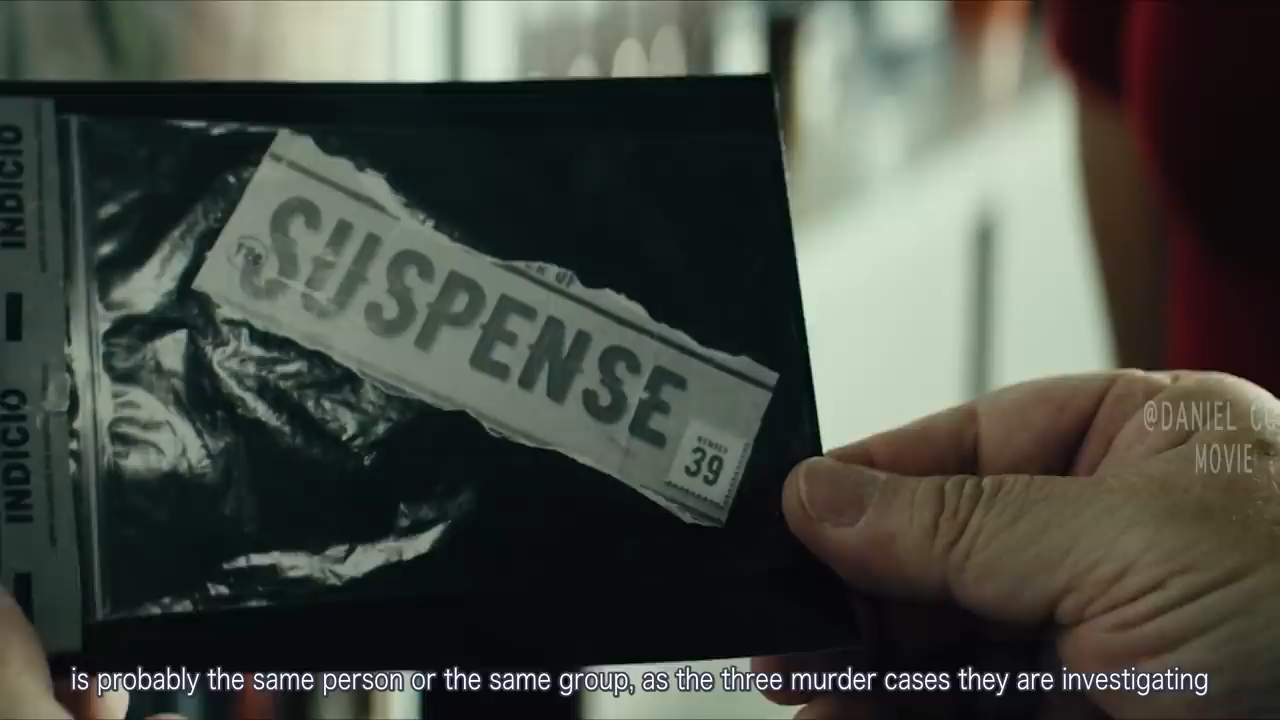 INDICIO
INDICIO
THE
SUSPENSE
NUMBER
39
@DANIEL
MOVIE
is probably the same person or the same group, as the three murder cases they are investigating